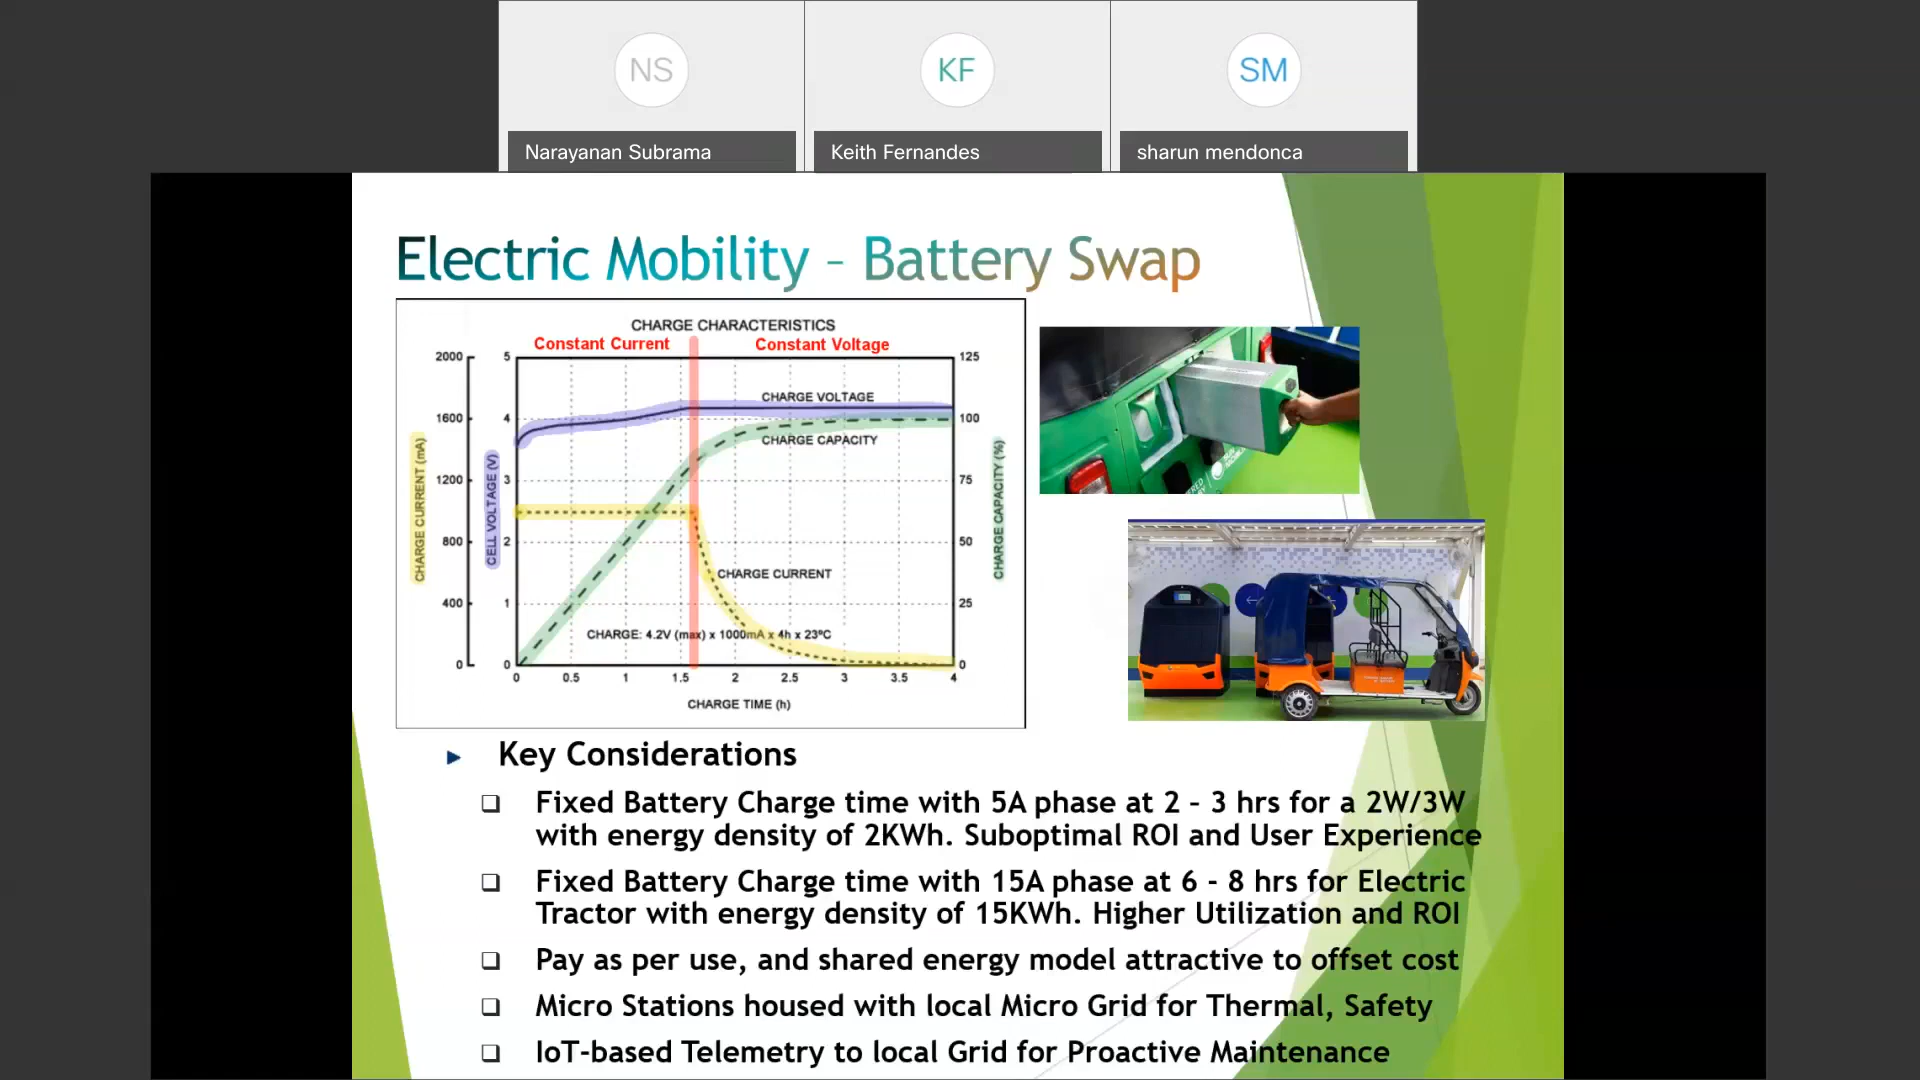 NS
KF
SM
Narayanan Subrama
Keith Fernandes
sharun mendonca
Electric Mobility – Battery Swap
CHARGE CHARACTERISTICS
Constant Current
Constant Voltage
2000
1600
1200
800
400
0
CHARGE CURRENT (mA)
5
4
3
2
1
0
CELL VOLTAGE (V)
CHARGE VOLTAGE
CHARGE CAPACITY
CHARGE CURRENT
CHARGE: 4.2V (max) x 1000mA x 4h x 23ºC
125
100
75
50
25
0
CHARGE CAPACITY (%)
0 0.5 1 1.5 2 2.5 3 3.5 4
CHARGE TIME (h)
Key Considerations
Fixed Battery Charge time with 5A phase at 2 – 3 hrs for a 2W/3W
with energy density of 2KWh. Suboptimal ROI and User Experience
Fixed Battery Charge time with 15A phase at 6 - 8 hrs for Electric
Tractor with energy density of 15KWh. Higher Utilization and ROI
Pay as per use, and shared energy model attractive to offset cost
Micro Stations housed with local Micro Grid for Thermal, Safety
IoT-based Telemetry to local Grid for Proactive Maintenance